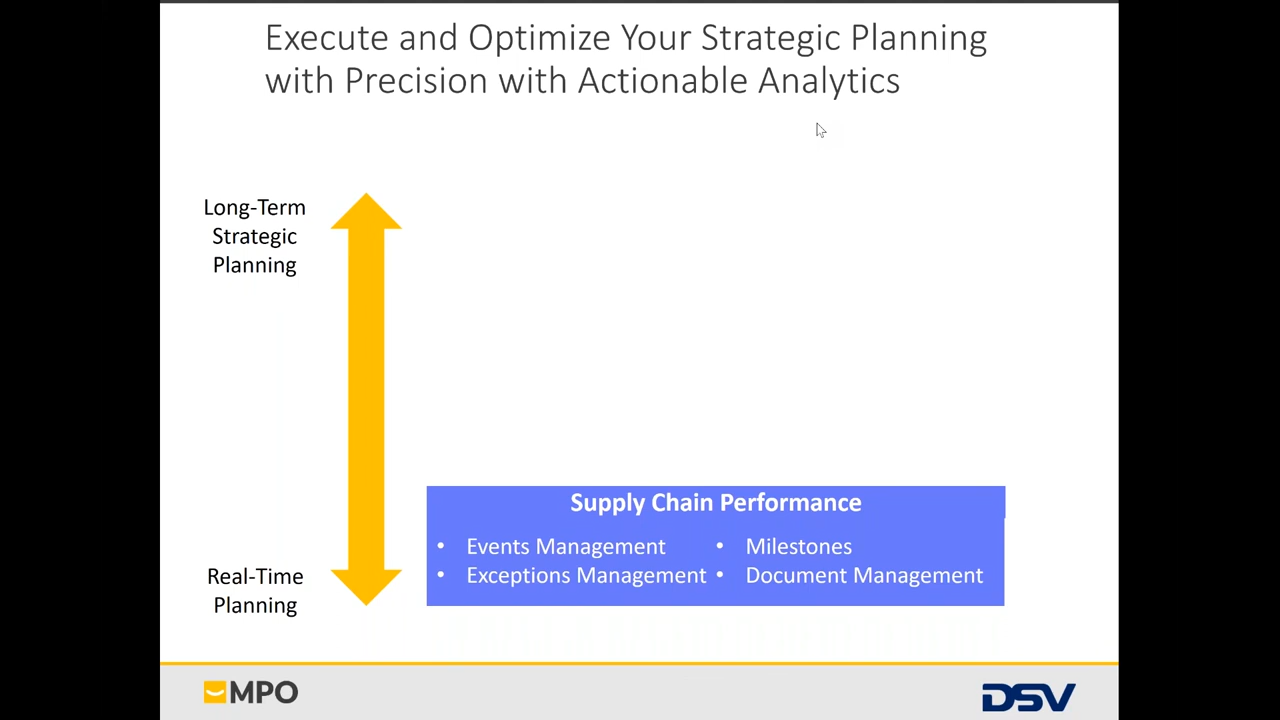 Execute and Optimize Your Strategic Planning
with Precision with Actionable Analytics
Long-Term
Strategic
Planning
Supply Chain Performance
• Events Management • Milestones
• Exceptions Management • Document Management
Real-Time
Planning
MPO
DSV